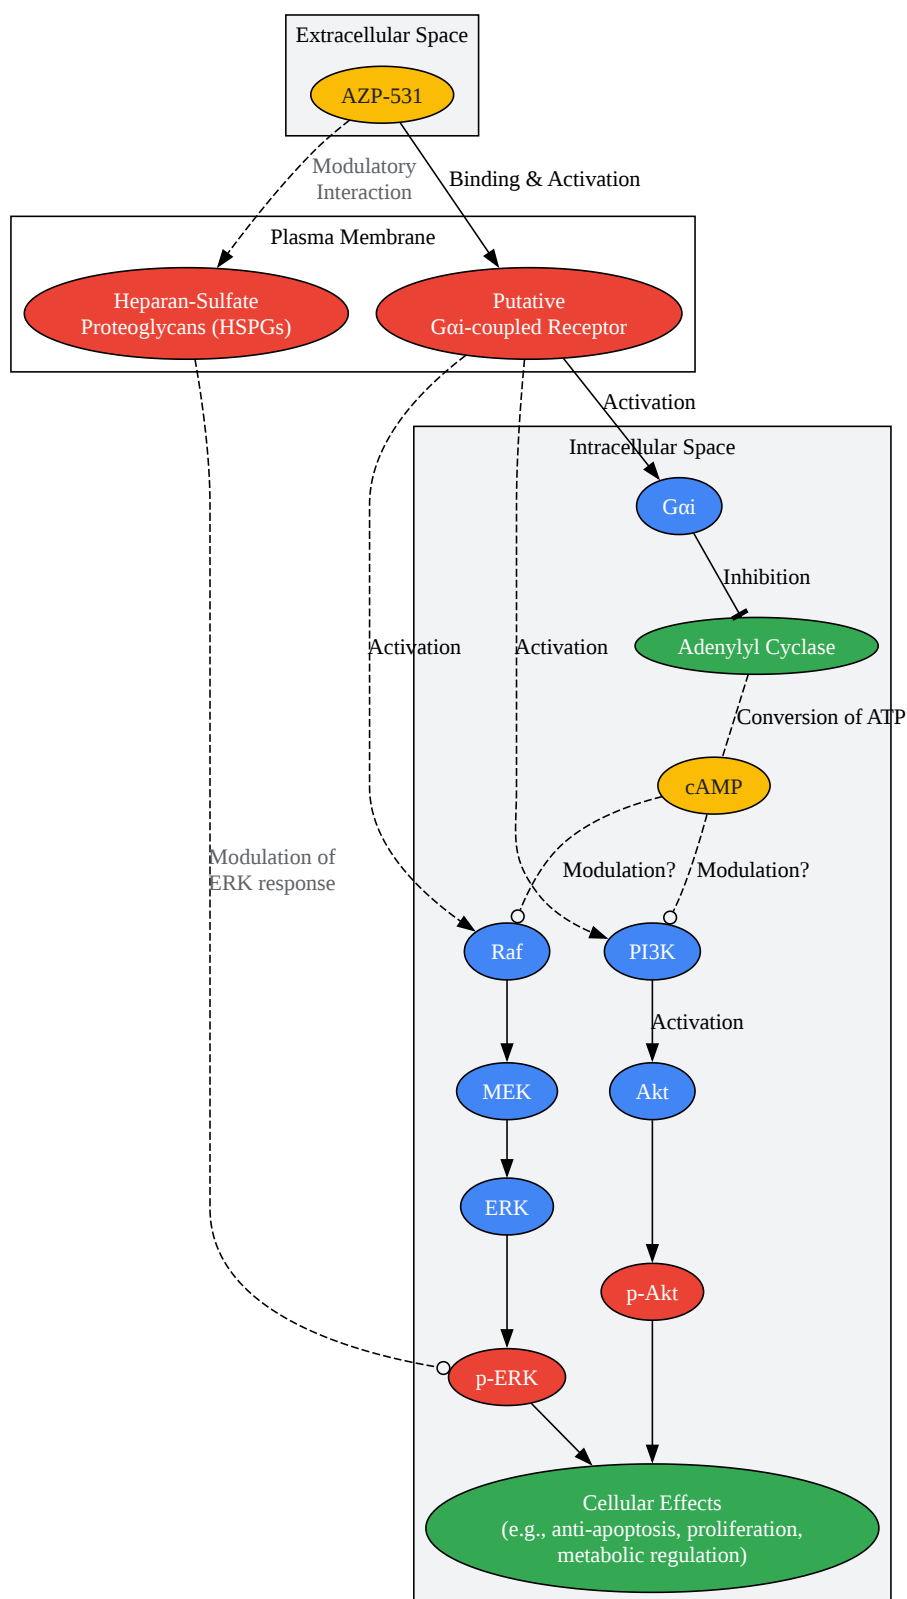 Extracellular Space
AZP-531
Modulatory
Interaction
Binding & Activation
Plasma Membrane
Heparan-Sulfate
Proteoglycans (HSPGs)
Putative
Gαi-coupled Receptor
Activation
Intracellular Space
Gαi
Inhibition
Activation
Activation
Adenylyl Cyclase
Conversion of ATP
cAMP
Modulation of
ERK response
Modulation?
Modulation?
Raf
PI3K
Activation
MEK
Akt
ERK
p-Akt
p-ERK
Cellular Effects
(e.g., anti-apoptosis, proliferation,
metabolic regulation)